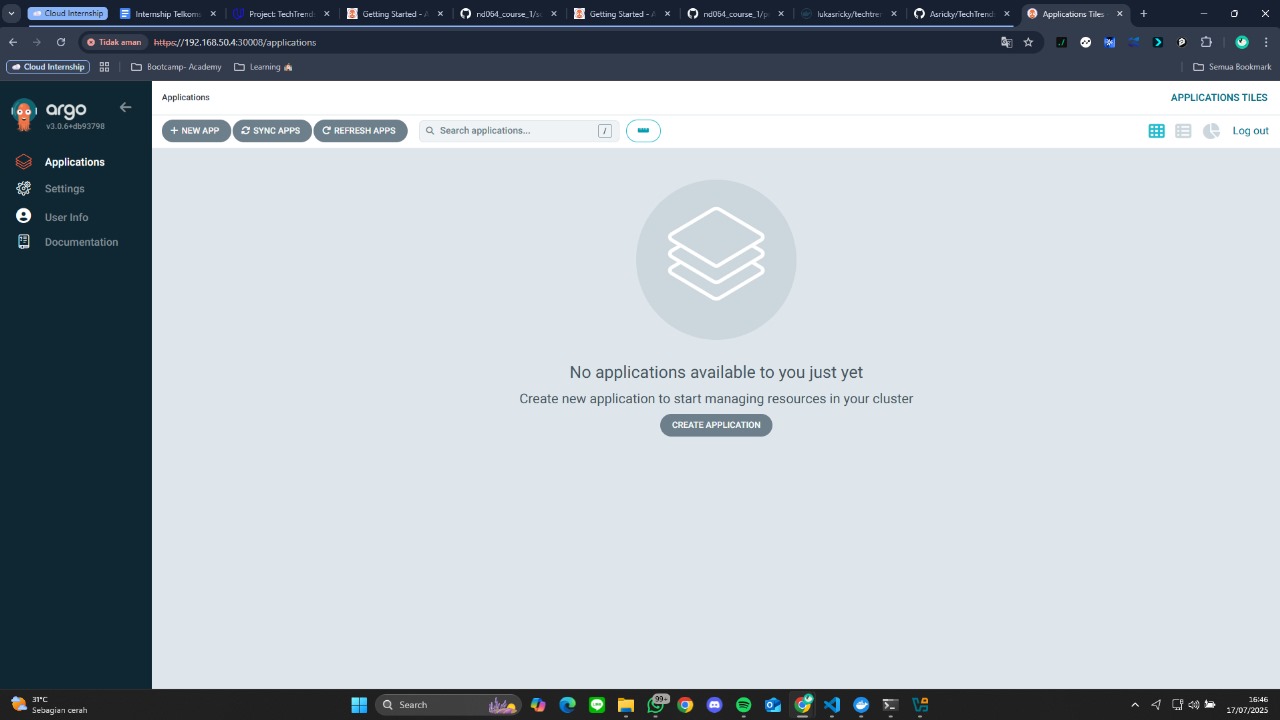 Cloud Internship
Internship Telkom
Project: TechTrend
Getting Started - A
nd064_course_1/so
Getting Started - A
nd064_course_1/p
lukasricky/techtre
Asricky/TechTrend
Applications Tiles
Tidak aman
https://192.168.50.4:30008/applications
Cloud Internship
Bootcamp- Academy
Learning
Semua Bookmark
argo
v3.0.6+db93798
Applications
Settings
User Info
Documentation
Applications
APPLICATIONS TILES
NEW APP
SYNC APPS
REFRESH APPS
Search applications...
/
Log out
No applications available to you just yet
Create new application to start managing resources in your cluster
CREATE APPLICATION
31°C
Sebagian cerah
Search
99+
16:46
17/07/2025